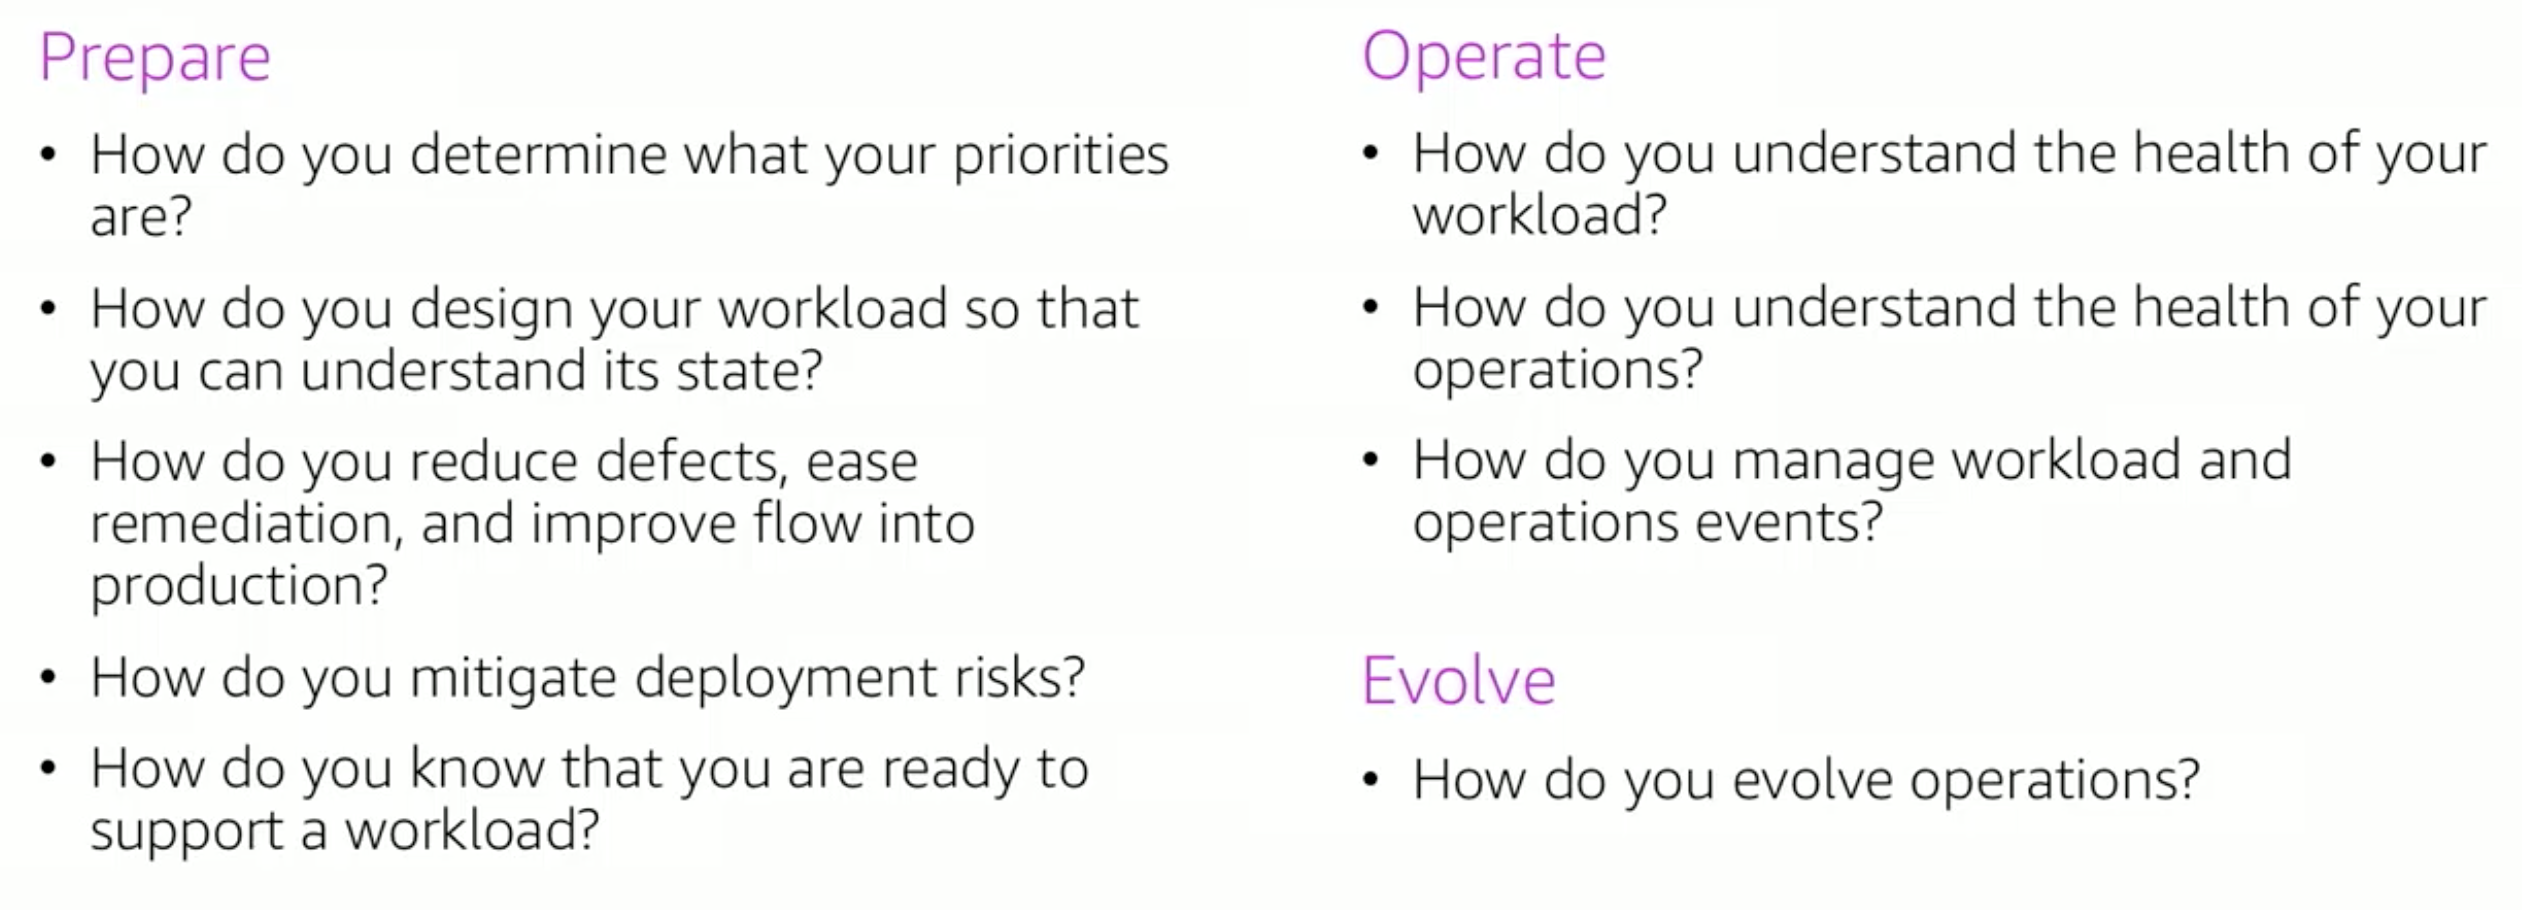 Prepare
• How do you determine what your priorities
are?
• How do you design your workload so that
you can understand its state?
• How do you reduce defects, ease
remediation, and improve flow into
production?
• How do you mitigate deployment risks?
• How do you know that you are ready to
support a workload?
Operate
• How do you understand the health of your
workload?
• How do you understand the health of your
operations?
• How do you manage workload and
operations events?
Evolve
• How do you evolve operations?